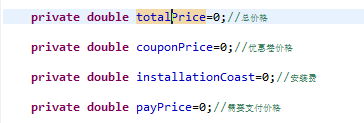 private double totalPrice=0;//总价格
private double couponPrice=0;//优惠卷价格
private double installationCoast=0;//安装费
private double payPrice=0;//需要支付价格